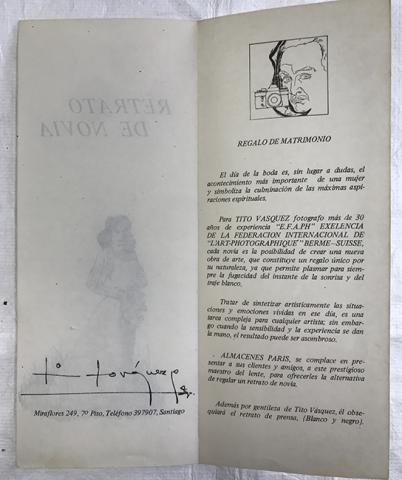 RETRATO
DE NOVIA
Tito Vásquez
Miraflores 249, 7º Piso, Teléfono 397907, Santiago
REGALO DE MATRIMONIO
El día de la boda es, sin lugar a dudas, el
acontecimiento más importante de una mujer
y simboliza la culminación de las máximas aspi-
raciones espirituales.
Para TITO VASQUEZ fotografo más de 30
años de experiencia "E.F.A.PH" EXELENCIA
DE LA FEDERACION INTERNACIONAL DE
"L'ART-PHOTOGRAPHIQUE" BERME-SUISSE,
cada novia es la posibilidad de crear una nueva
obra de arte, que constituye un regalo único por
su naturaleza, ya que permite plasmar para siem-
pre la fugacidad del instante de la sonrisa y del
traje blanco.
Tratar de sintetizar artisticamente las situa-
ciones y emociones vividas en ese día, es una
tarea compleja para cualquier artista; sin embar-
go cuando la sensibilidad y la experiencia se dan
la mano, el resultado puede ser asombroso.
ALMACENES PARIS, se complace en pre-
sentar a sus clientes y amigos, a este prestigioso
maestro del lente, para ofrecerles la alternativa
de regalar un retrato de novia.
Además por gentileza de Tito Vásquez, él obse-
quiará el retrato de prensa, (Blanco y negro).